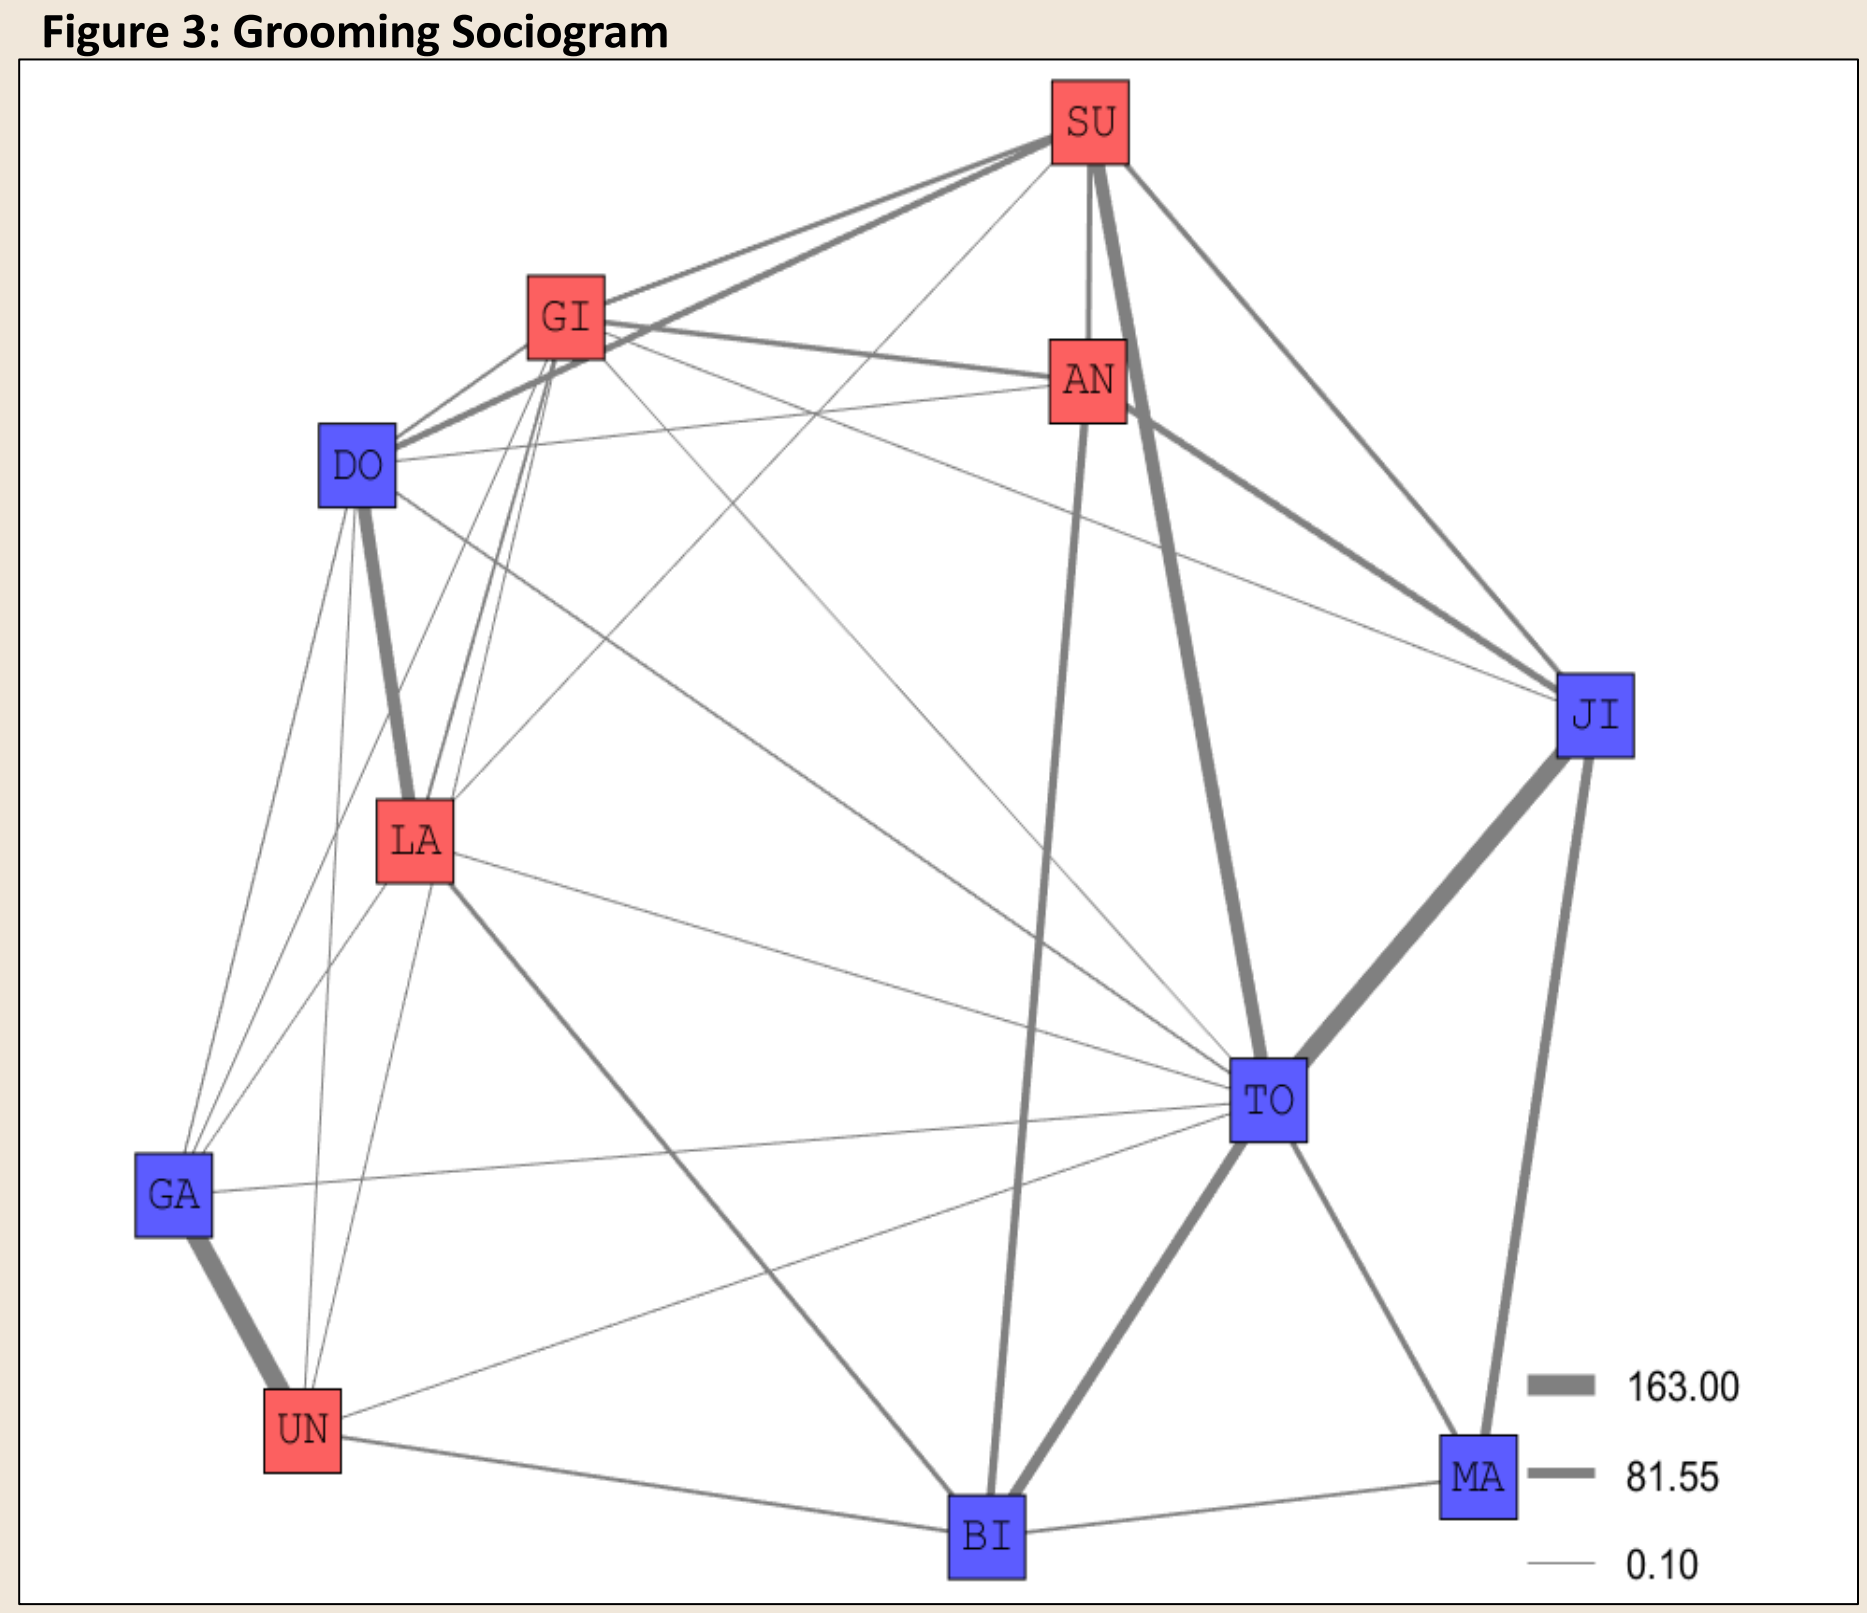 Figure 3: Grooming Sociogram
SU
GI
AN
DO
JI
LA
TO
GA
163.00
UN
81.55
MA
BI
0.10